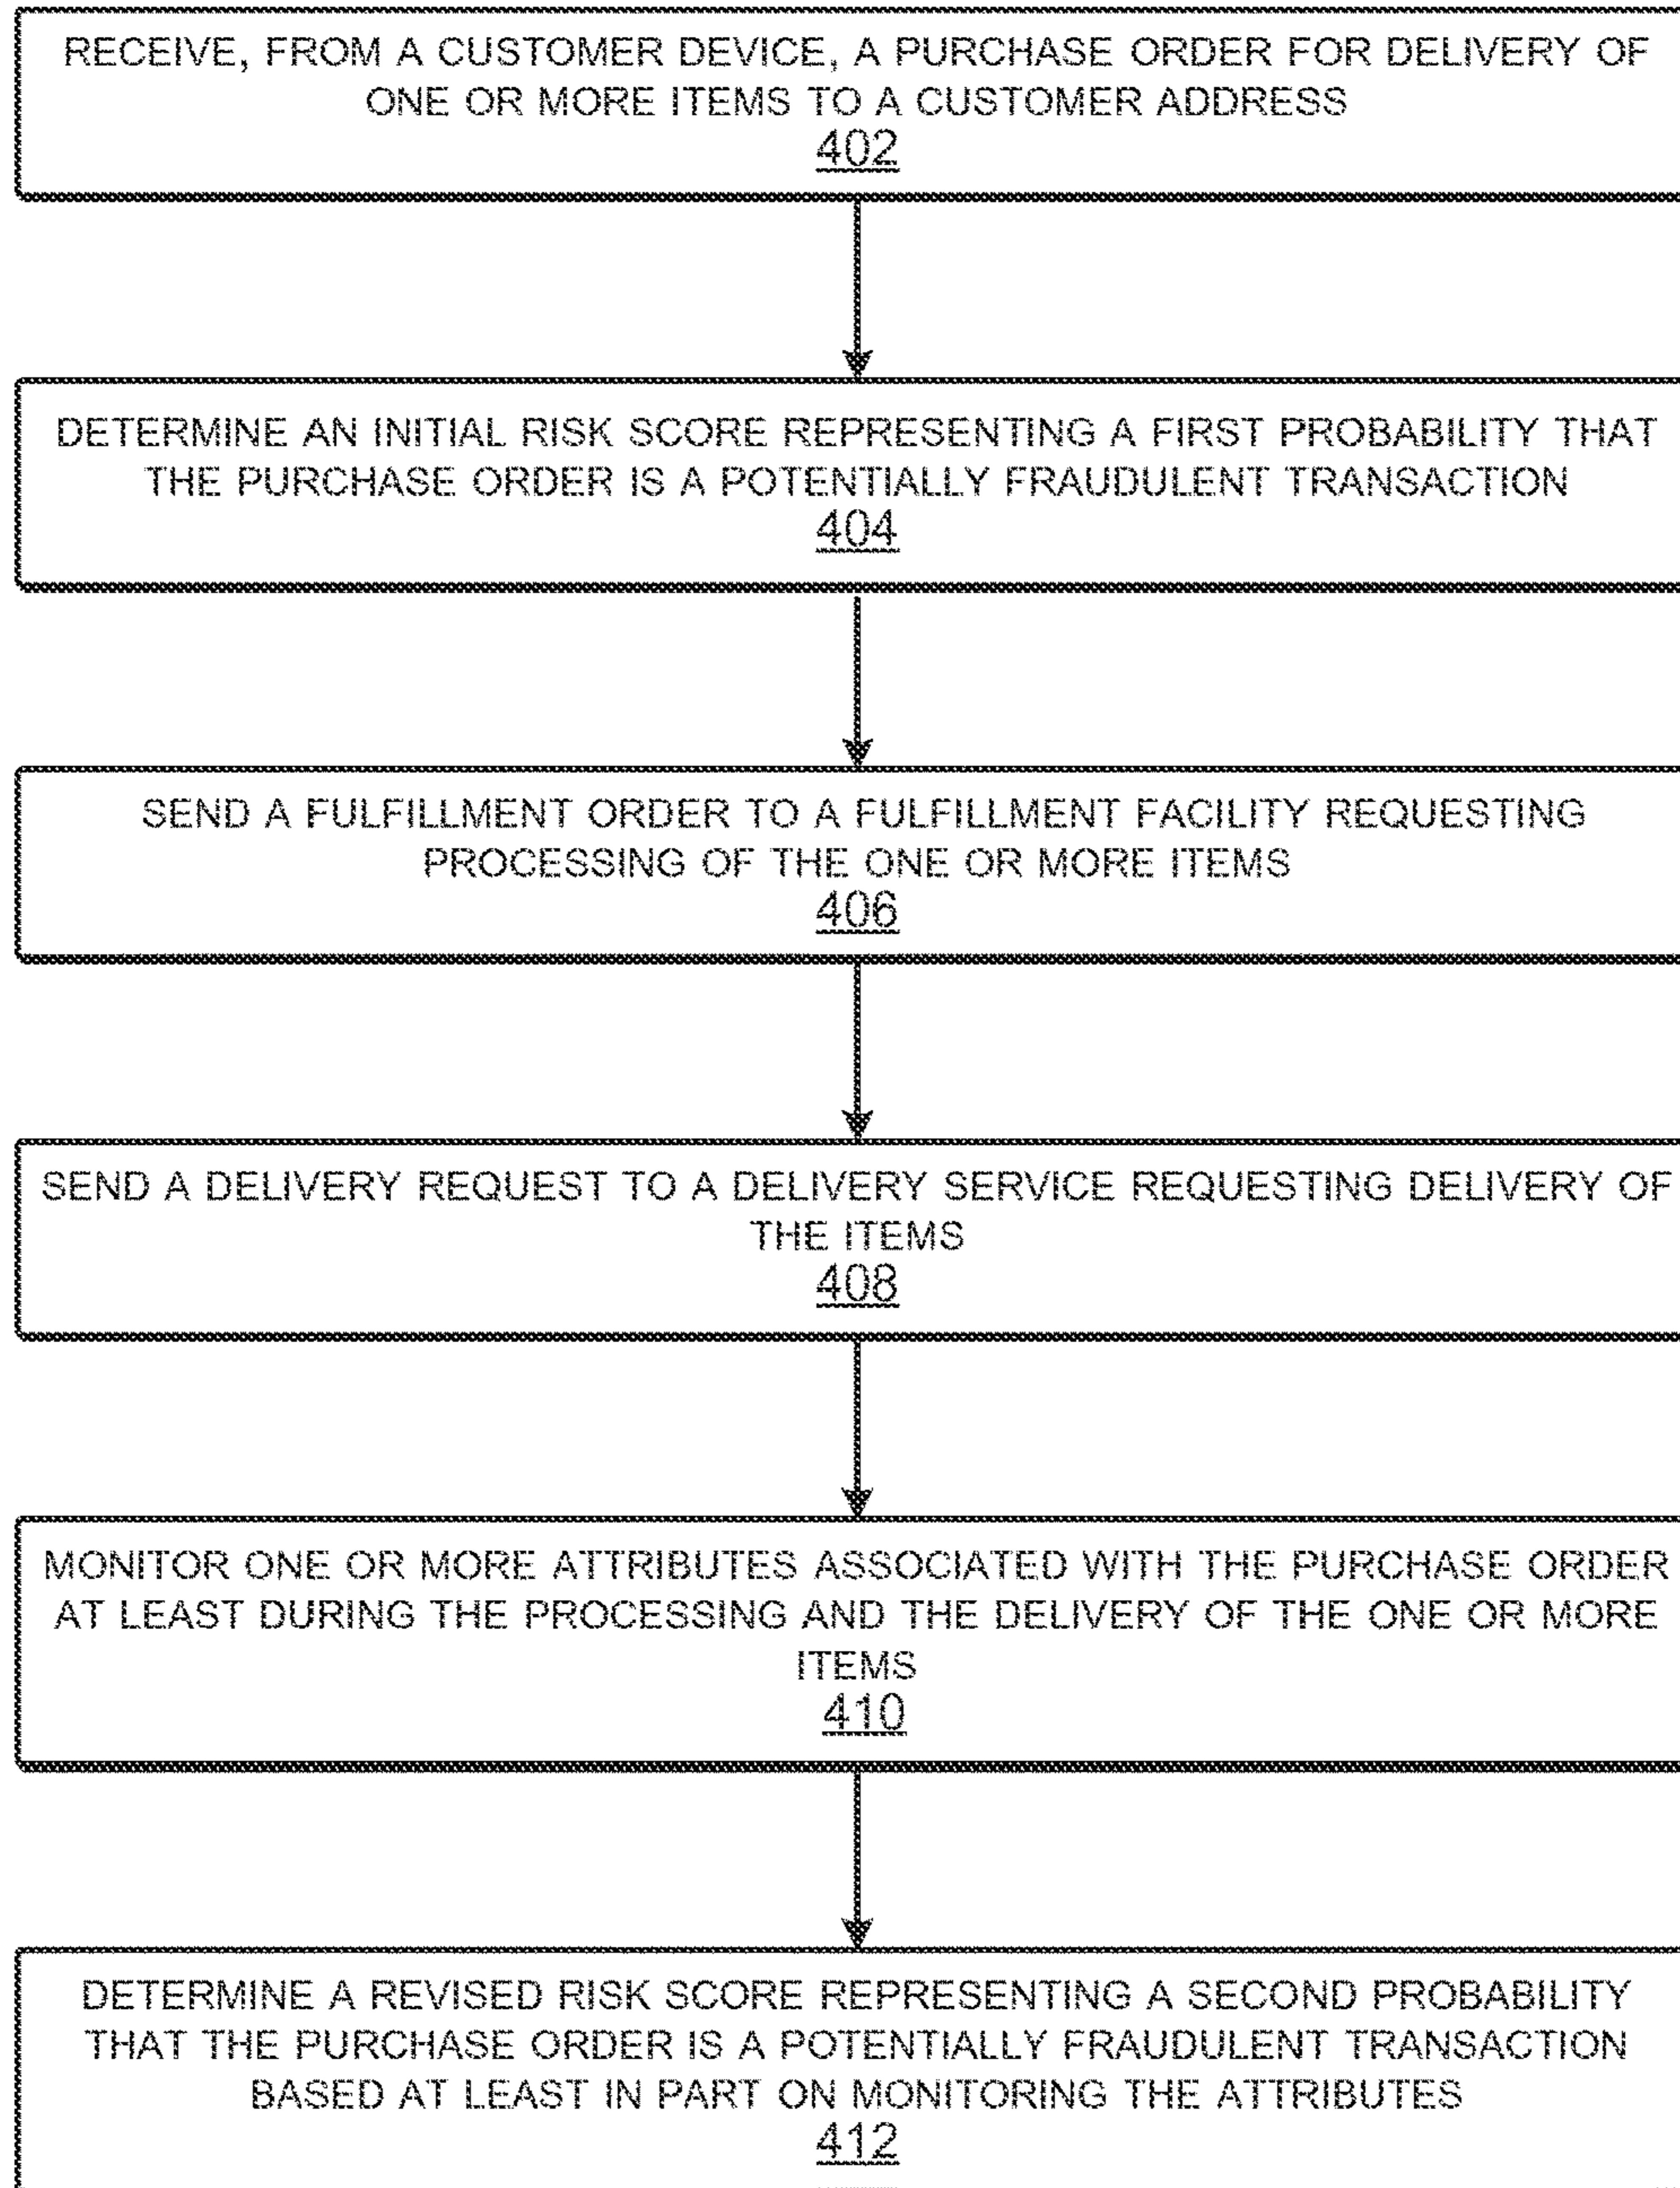 RECEIVE, FROM A CUSTOMER DEVICE, A PURCHASE ORDER FOR DELIVERY OF
ONE OR MORE ITEMS TO A CUSTOMER ADDRESS
402
DETERMINE AN INITIAL RISK SCORE REPRESENTING A FIRST PROBABILITY THAT
THE PURCHASE ORDER IS A POTENTIALLY FRAUDULENT TRANSACTION
404
SEND A FULFILLMENT ORDER TO A FULFILLMENT FACILITY REQUESTING
PROCESSING OF THE ONE OR MORE ITEMS
406
SEND A DELIVERY REQUEST TO A DELIVERY SERVICE REQUESTING DELIVERY OF
THE ITEMS
408
MONITOR ONE OR MORE ATTRIBUTES ASSOCIATED WITH THE PURCHASE ORDER
AT LEAST DURING THE PROCESSING AND THE DELIVERY OF THE ONE OR MORE
ITEMS
410
DETERMINE A REVISED RISK SCORE REPRESENTING A SECOND PROBABILITY
THAT THE PURCHASE ORDER IS A POTENTIALLY FRAUDULENT TRANSACTION
BASED AT LEAST IN PART ON MONITORING THE ATTRIBUTES
412